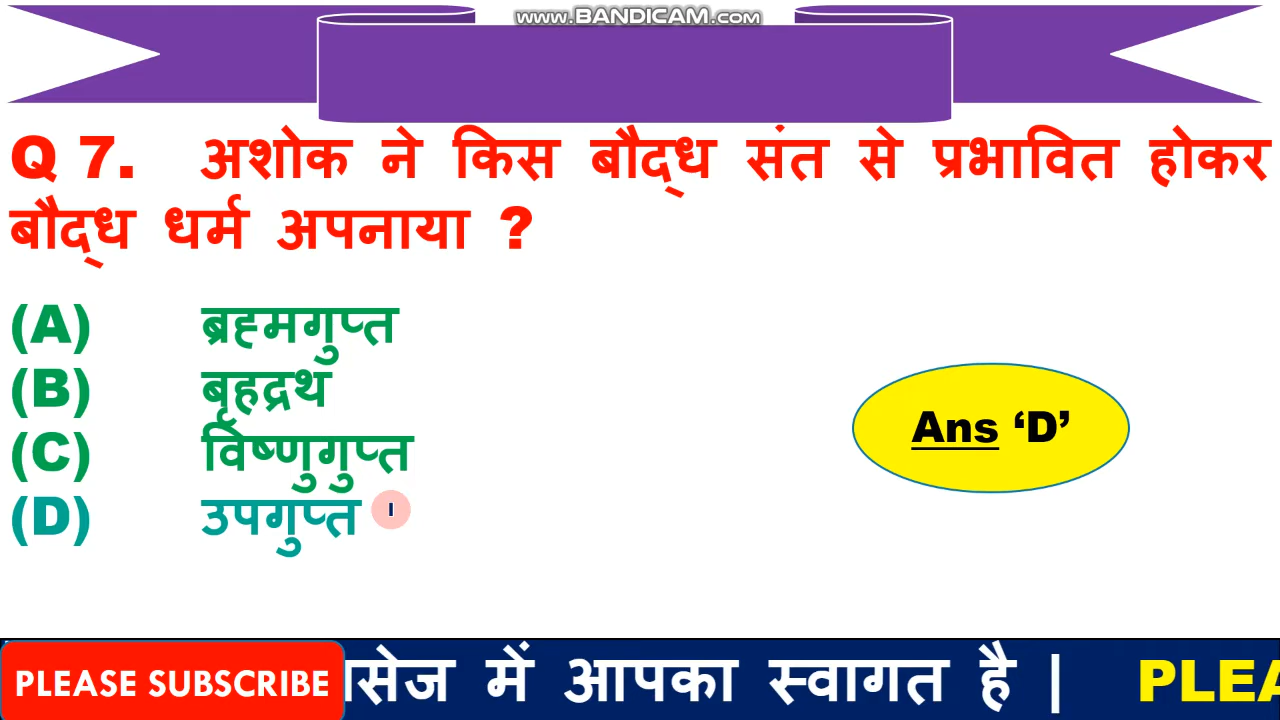 www.BANDICAM.com
Q 7. अशोक ने किस बौद्ध संत से प्रभावित होकर
बौद्ध धर्म अपनाया ?
(A) ब्रह्मगुप्त
(B) बृहद्रथ
(C) विष्णुगुप्त
(D) उपगुप्त
Ans ‘D’
PLEASE SUBSCRIBE
में आपका स्वागत है |